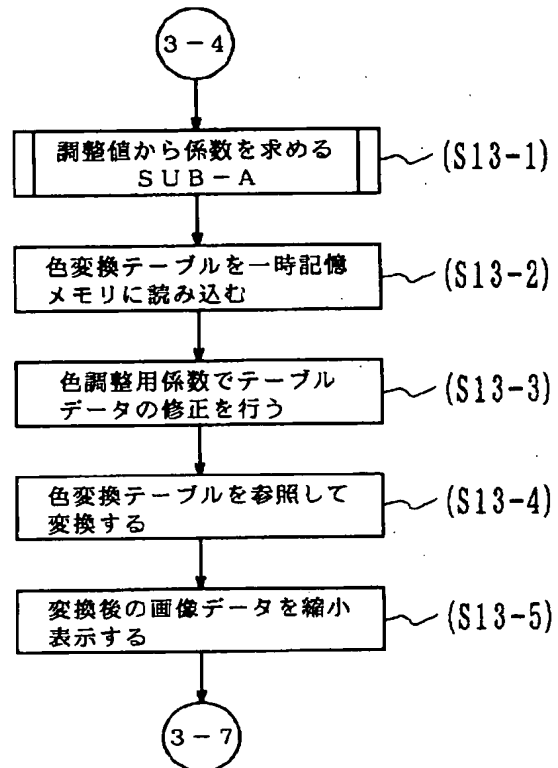 3-4
調整値から係数を求める
SUB-A
(S13-1)
色変換テーブルを一時記憶
メモリに読み込む
(S13-2)
色調整用係数でテーブル
データの修正を行う
(S13-3)
色変換テーブルを参照して
変換する
(S13-4)
変換後の画像データを縮小
表示する
(S13-5)
3-7